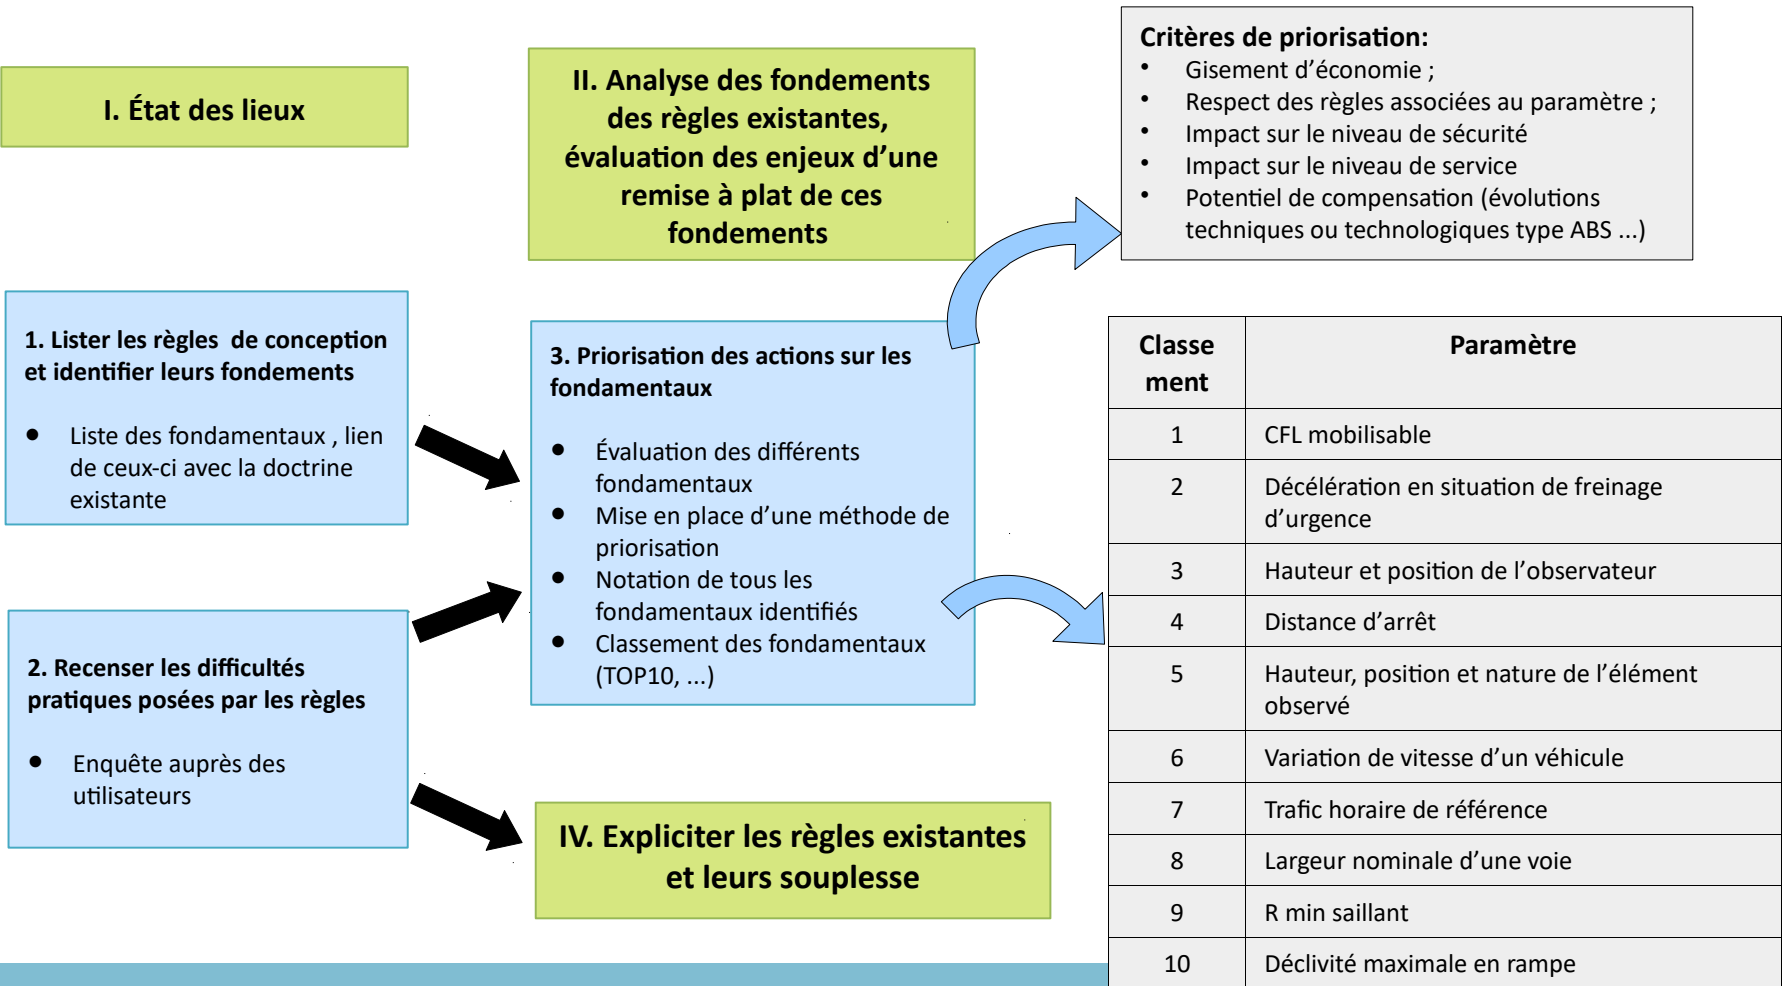 I. État des lieux
1. Lister les règles  de conception
et identifier leurs fondements
● Liste des fondamentaux , lien
de ceux-ci avec la doctrine
existante
2. Recenser les difficultés
pratiques posées par les règles
● Enquête auprès des
utilisateurs
II. Analyse des fondements
des règles existantes,
évaluation des enjeux d’une
remise à plat de ces
fondements
3. Priorisation des actions sur les
fondamentaux
● Évaluation des différents
fondamentaux
● Mise en place d’une méthode de
priorisation
● Notation de tous les
fondamentaux identifiés
● Classement des fondamentaux
(TOP10, ...)
IV. Expliciter les règles existantes
et leurs souplesse
Critères de priorisation:
• Gisement d’économie ;
• Respect des règles associées au paramètre ;
• Impact sur le niveau de sécurité
• Impact sur le niveau de service
• Potentiel de compensation (évolutions
techniques ou technologiques type ABS ...)
Classe Paramètre
ment
1 CFL mobilisable
2 Décélération en situation de freinage
d’urgence
3 Hauteur et position de l’observateur
4 Distance d’arrêt
5 Hauteur, position et nature de l’élément
observé
6 Variation de vitesse d’un véhicule
7 Trafic horaire de référence
8 Largeur nominale d’une voie
9 R min saillant
10 Déclivité maximale en rampe